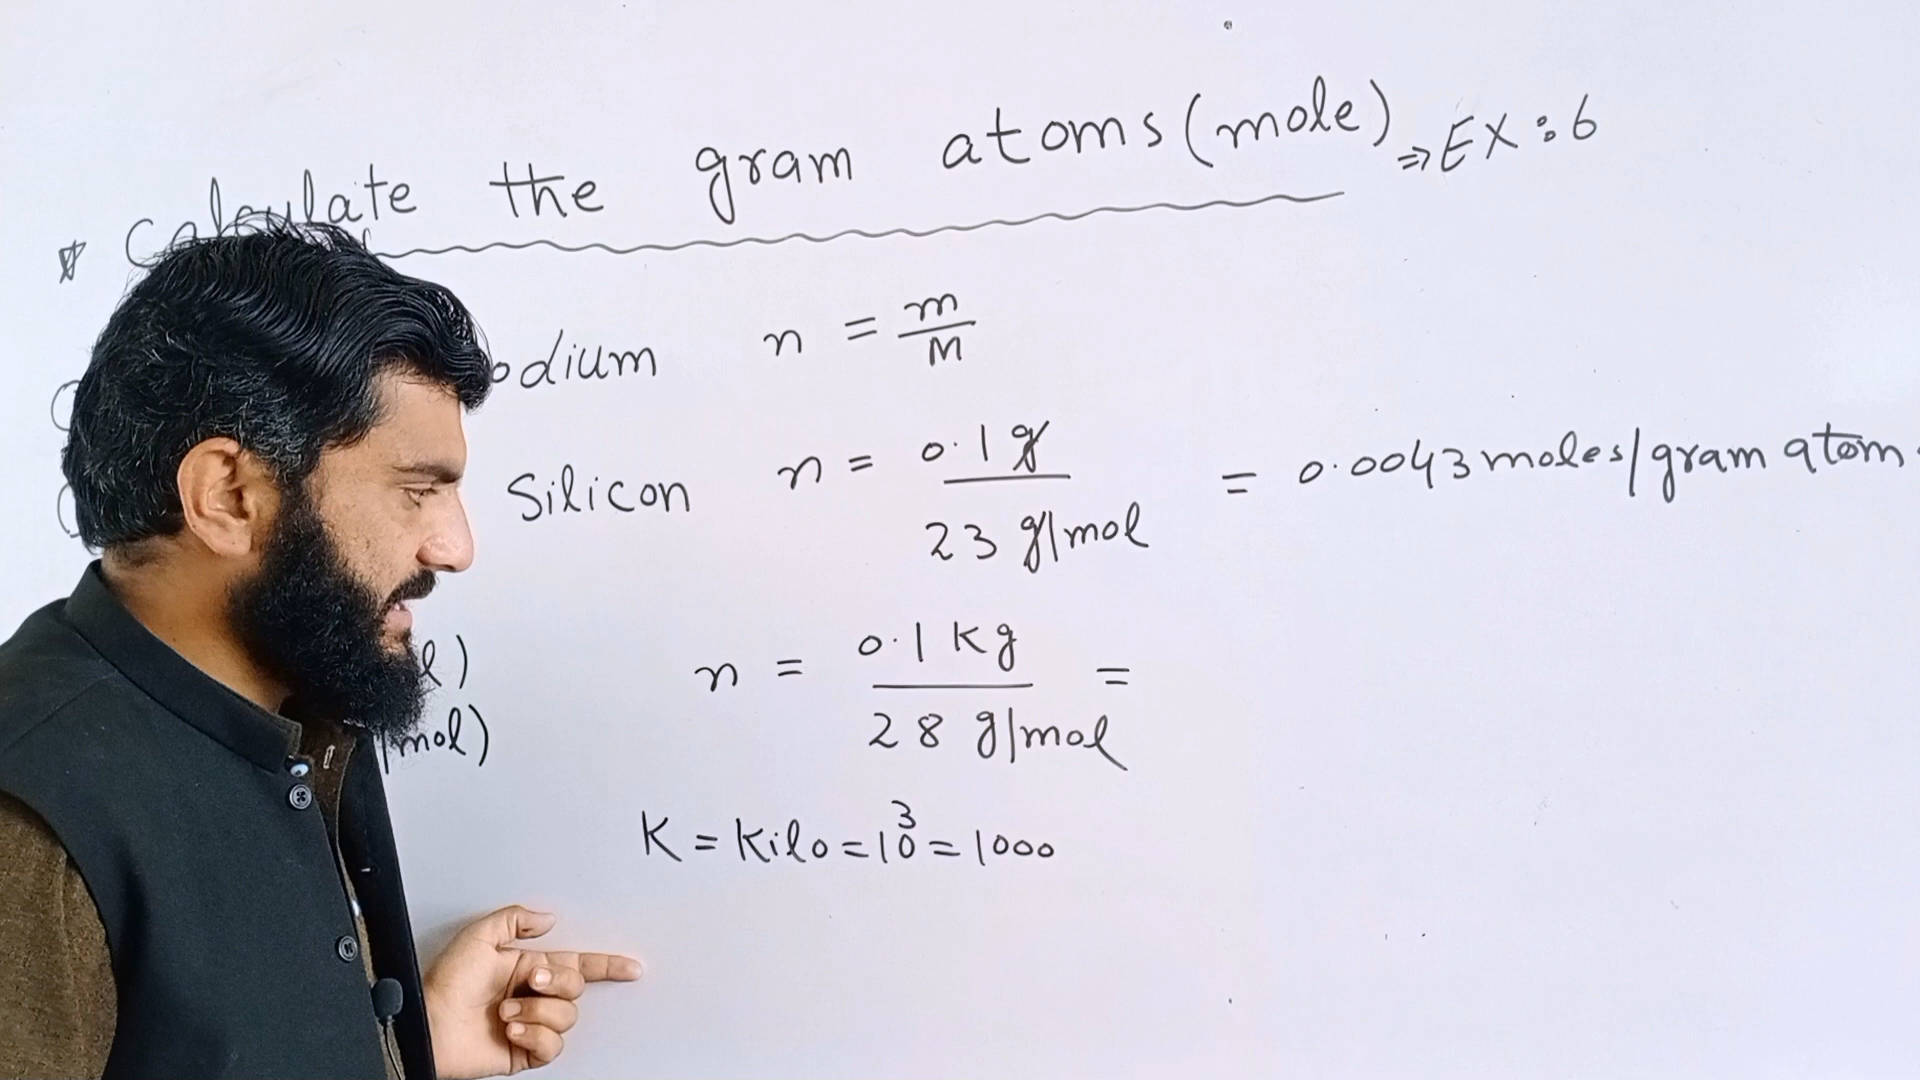 * Calculate the gram atoms (mole) ⇒ EX:6
odium n = m/M
Silicon n = 0.1 g / 23 g/mol = 0.0043 moles/gram atom.
l)
n = 0.1 Kg / 28 g/mol =
/mol)
K = Kilo = 10³ = 1000